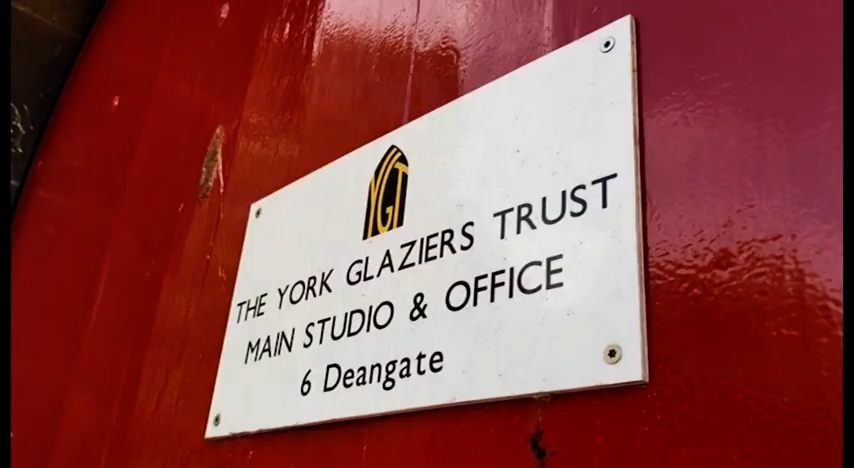 YGT
THE YORK GLAZIERS TRUST
MAIN STUDIO & OFFICE
6 Deangate